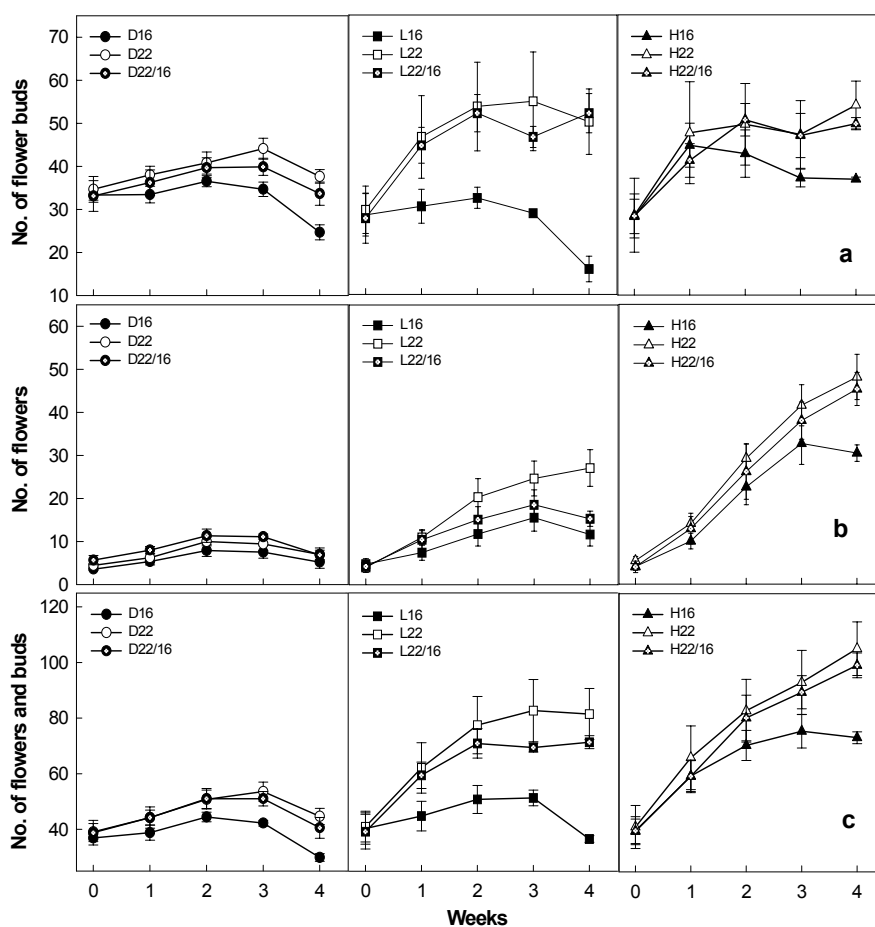 No. of flower buds
70
60
50
40
30
20
10
D16
D22
D22/16
L16
L22
L22/16
H16
H22
H22/16
a
No. of flowers
60
50
40
30
20
10
0
D16
D22
D22/16
L16
L22
L22/16
H16
H22
H22/16
b
No. of flowers and buds
120
100
80
60
40
20
D16
D22
D22/16
L16
L22
L22/16
H16
H22
H22/16
c
0 1 2 3 4 0 1 2 3 4 0 1 2 3 4
Weeks